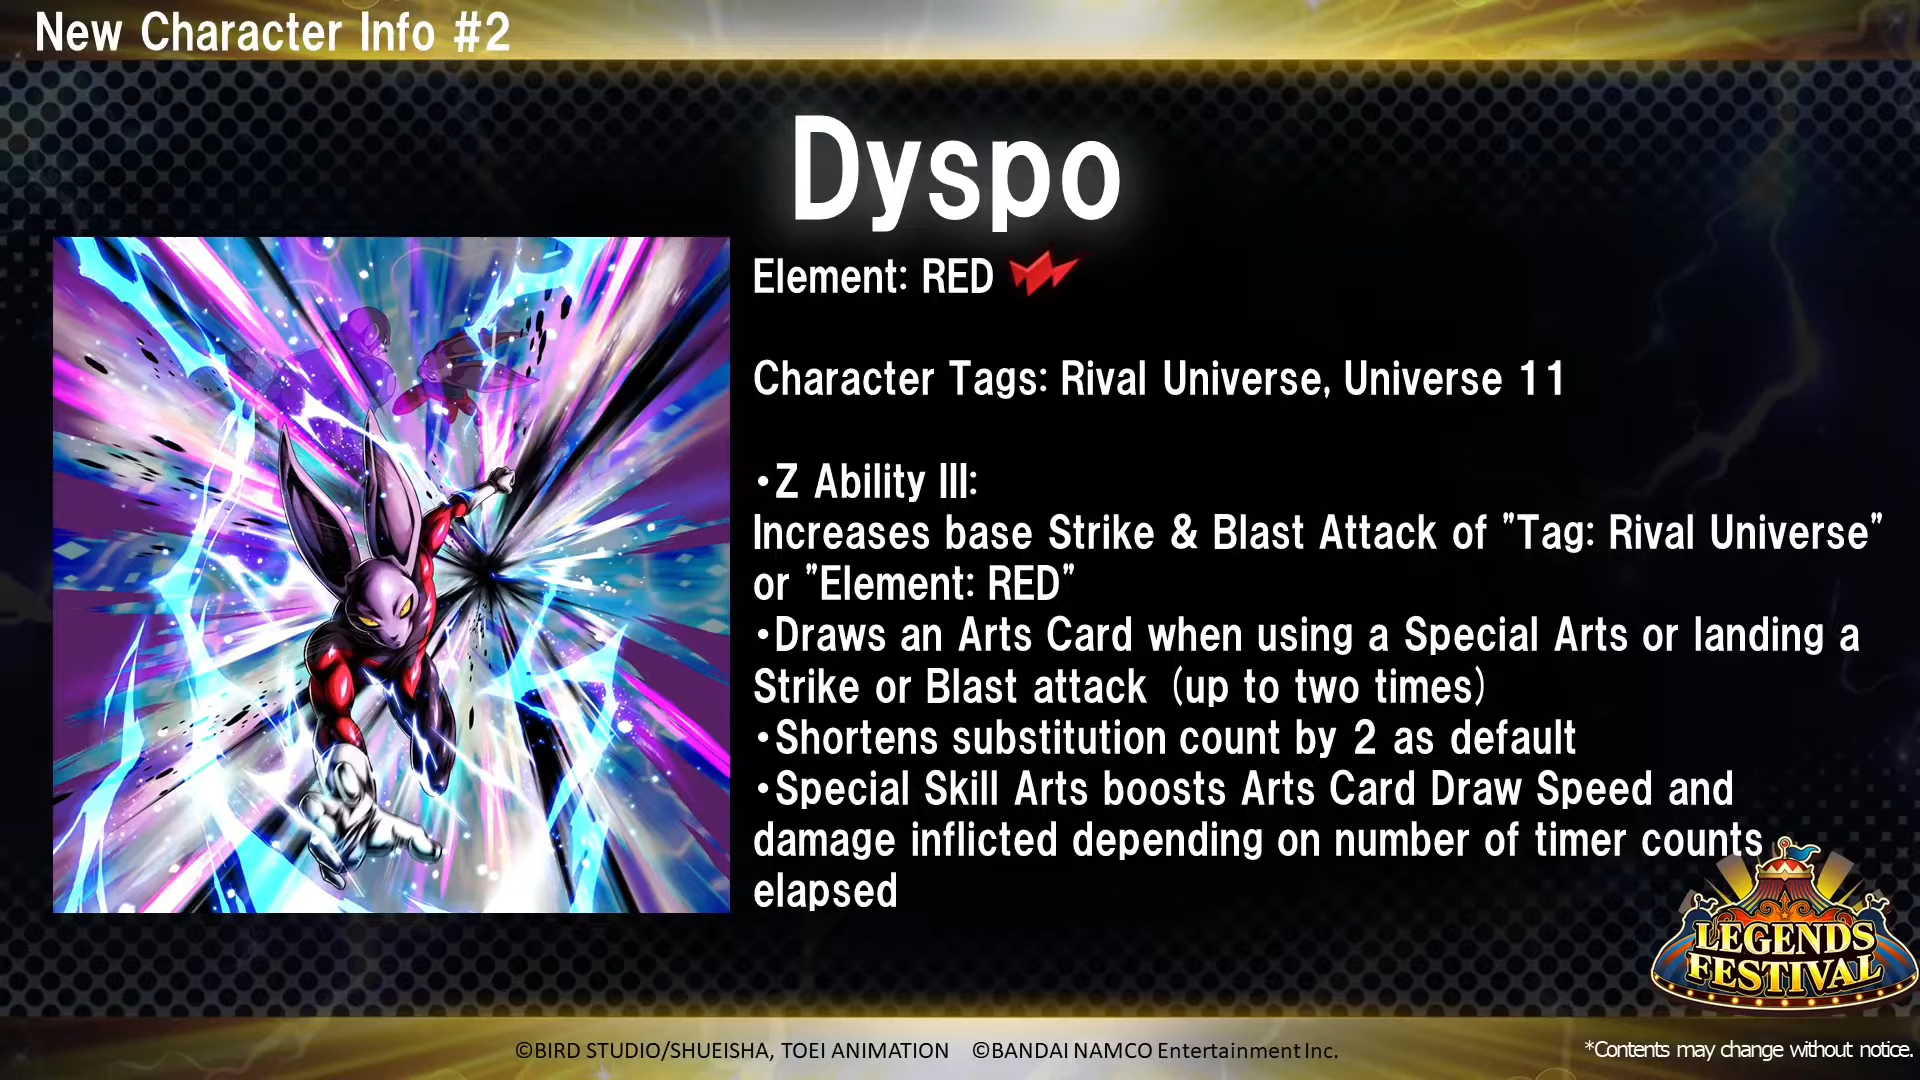 New Character Info #2
Dyspo
Element: RED
Character Tags: Rival Universe, Universe 11
・Z Ability III:
Increases base Strike & Blast Attack of "Tag: Rival Universe"
or "Element: RED"
・Draws an Arts Card when using a Special Arts or landing a
Strike or Blast attack (up to two times)
・Shortens substitution count by 2 as default
・Special Skill Arts boosts Arts Card Draw Speed and
damage inflicted depending on number of timer counts
elapsed
LEGENDS
FESTIVAL
©BIRD STUDIO/SHUEISHA, TOEI ANIMATION ©BANDAI NAMCO Entertainment Inc.
*Contents may change without notice.